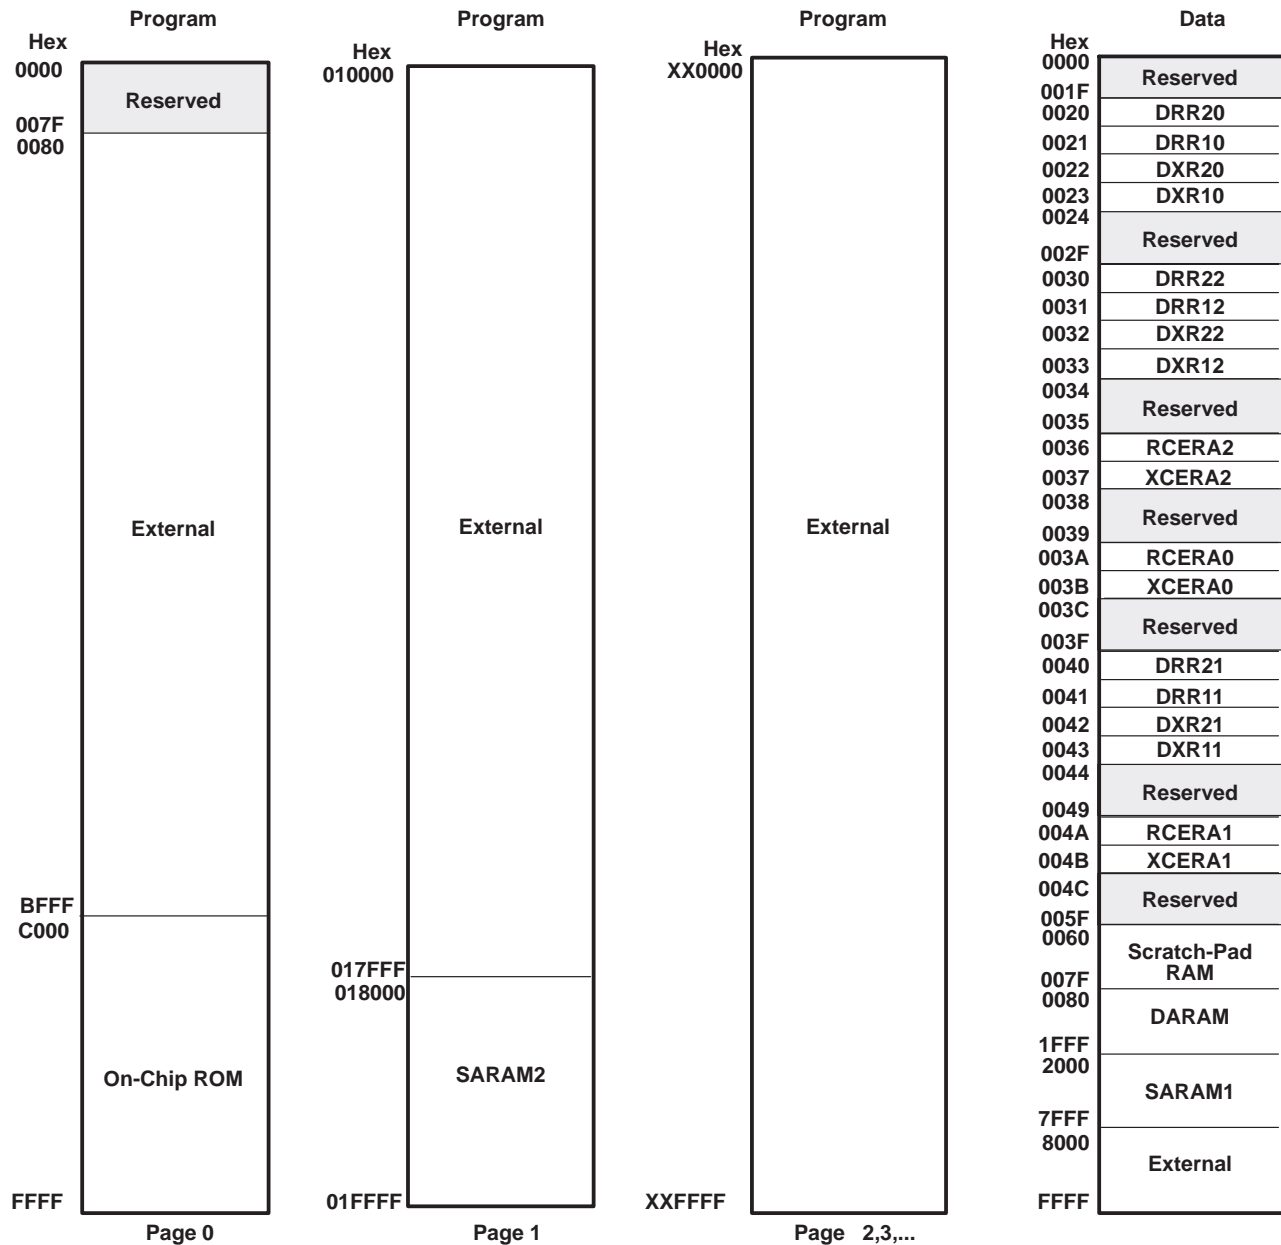 Program
Hex
0000
Reserved
007F
0080
External
BFFF
C000
On-Chip ROM
FFFF
Page 0
Program
Hex
010000
External
017FFF
018000
SARAM2
01FFFF
Page 1
Program
Hex
XX0000
External
XXFFFF
Page 2,3,...
Data
Hex
0000
Reserved
001F
0020 DRR20
0021 DRR10
0022 DXR20
0023 DXR10
0024
Reserved
002F
0030 DRR22
0031 DRR12
0032 DXR22
0033 DXR12
0034
Reserved
0035
0036 RCERA2
0037 XCERA2
0038
Reserved
0039
003A RCERA0
003B XCERA0
003C
Reserved
003F
0040 DRR21
0041 DRR11
0042 DXR21
0043 DXR11
0044
Reserved
0049
004A RCERA1
004B XCERA1
004C
Reserved
005F
0060
Scratch-Pad
RAM
007F
0080
DARAM
1FFF
2000
SARAM1
7FFF
8000
External
FFFF